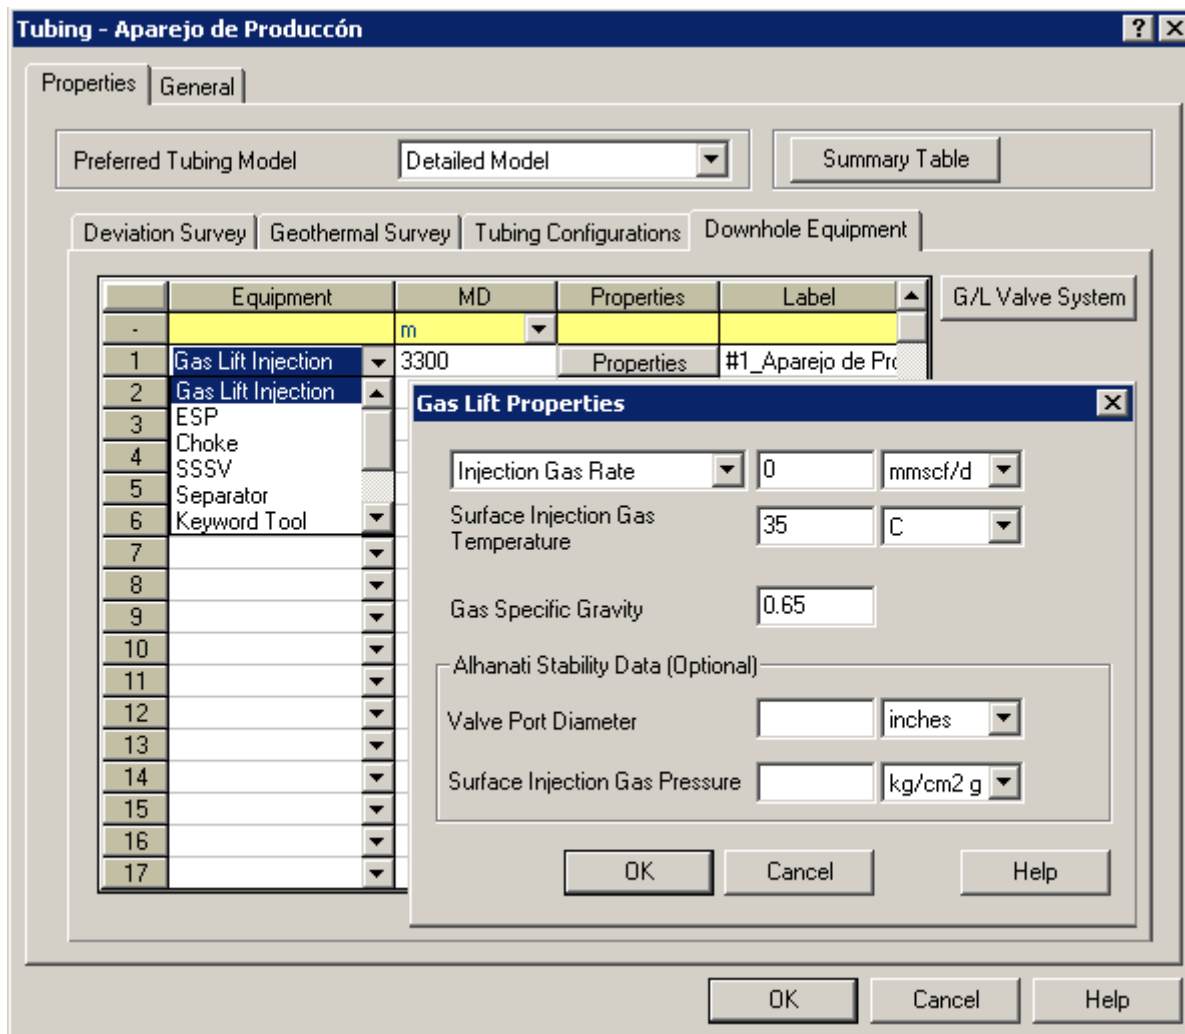 Tubing - Aparejo de Produccón
Properties General
Preferred Tubing Model Detailed Model Summary Table
Deviation Survey Geothermal Survey Tubing Configurations Downhole Equipment
Equipment MD Properties Label G/L Valve System
- m
1 Gas Lift Injection 3300 Properties #1_Aparejo de Pro
2 Gas Lift Injection
3 ESP
Choke
4 SSSV
5 Separator
6 Keyword Tool
7
8
9
10
11
12
13
14
15
16
17
Gas Lift Properties
Injection Gas Rate 0 mmscf/d
Surface Injection Gas
Temperature 35 C
Gas Specific Gravity 0.65
Alhanati Stability Data (Optional)
Valve Port Diameter inches
Surface Injection Gas Pressure kg/cm2 g
OK Cancel Help
OK Cancel Help